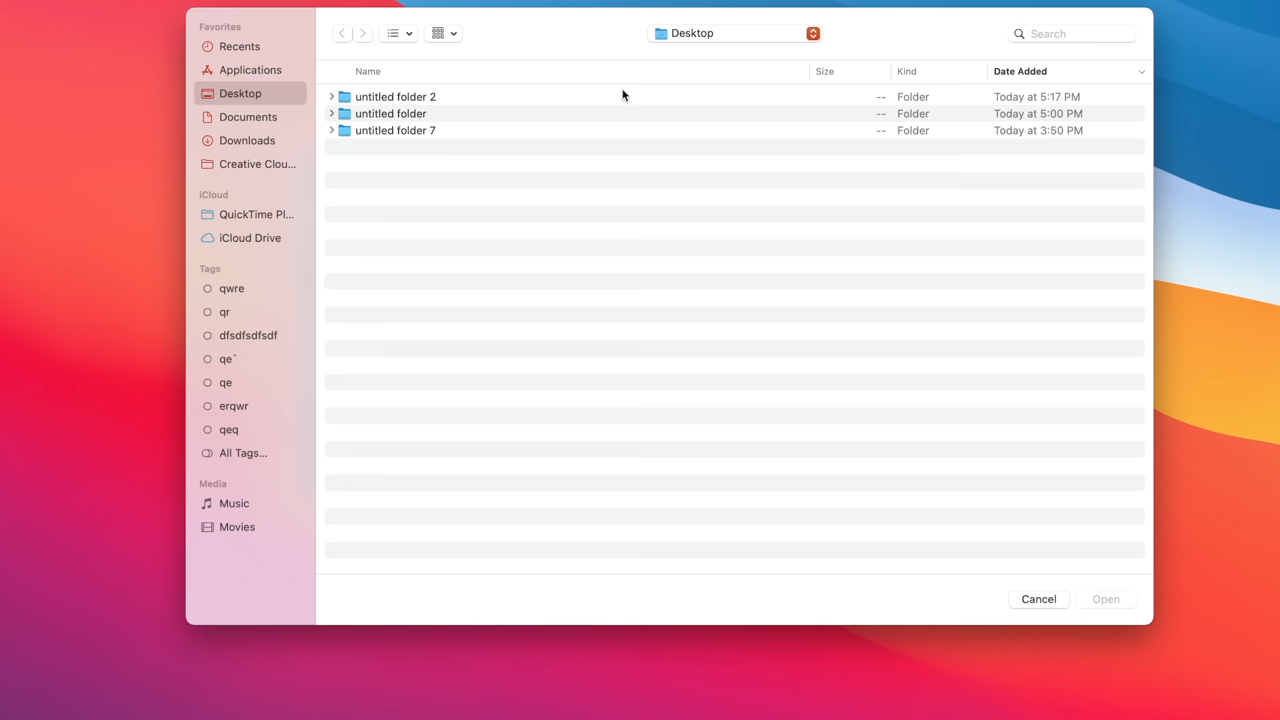 Favorites
Recents
Applications
Desktop
Documents
Downloads
Creative Clou...
iCloud
QuickTime Pl...
iCloud Drive
Tags
qwre
qr
dfsdfsdfsdf
qe`
qe
erqwr
qeq
All Tags...
Media
Music
Movies
Desktop
Search
Name Size Kind Date Added
untitled folder 2 -- Folder Today at 5:17 PM
untitled folder -- Folder Today at 5:00 PM
untitled folder 7 -- Folder Today at 3:50 PM
Cancel Open